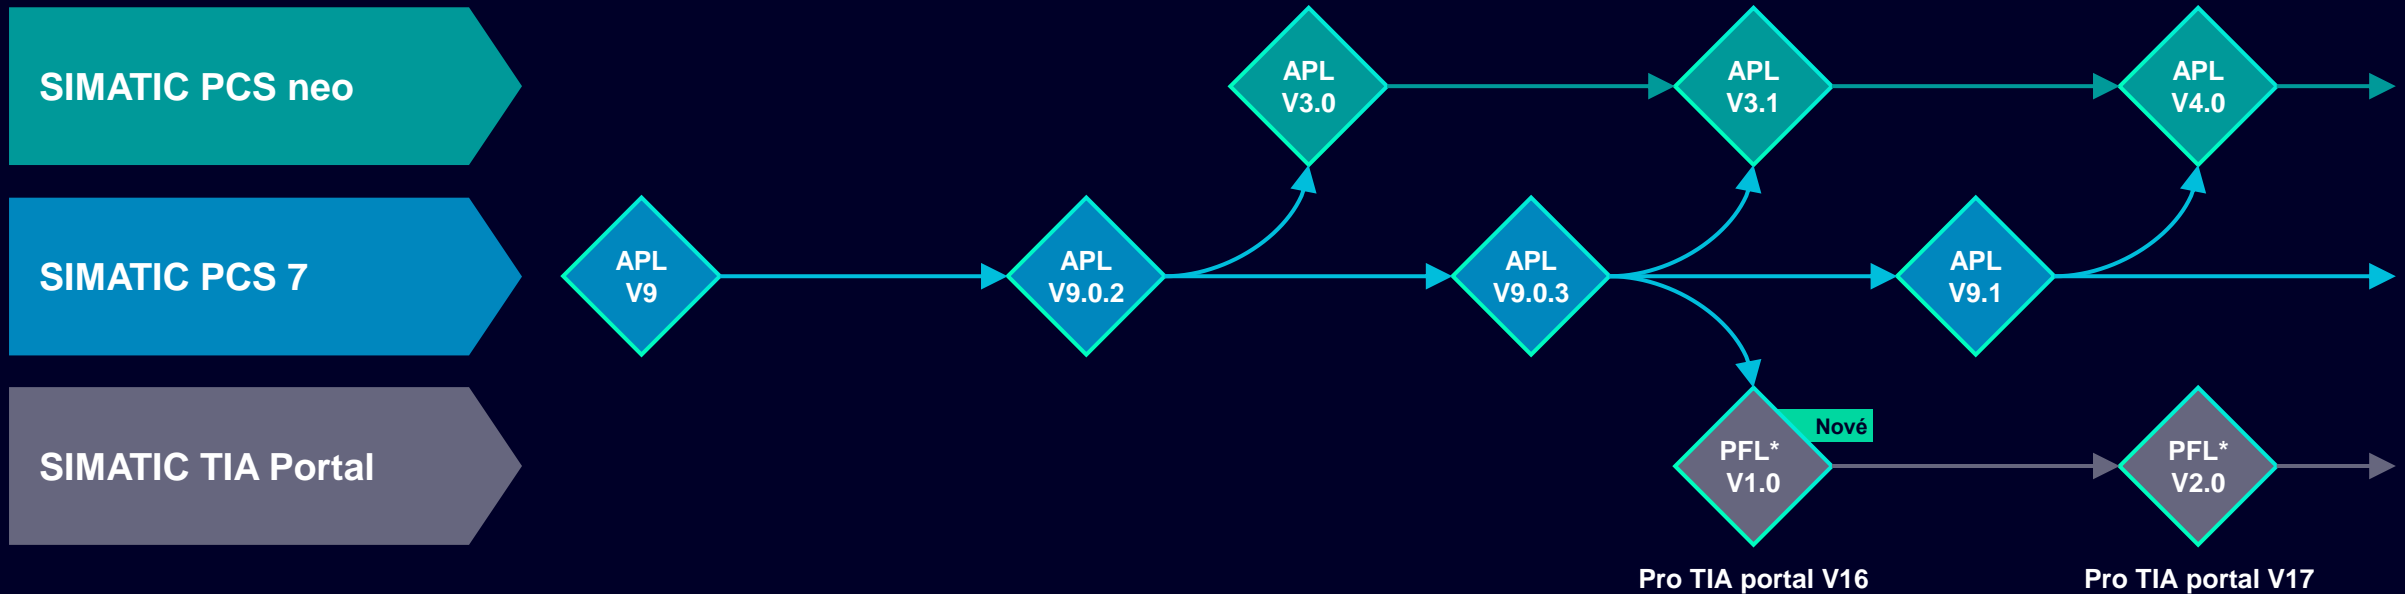 SIMATIC PCS neo
APL
V3.0
APL
V3.1
APL
V4.0
SIMATIC PCS 7
APL
V9
APL
V9.0.2
APL
V9.0.3
APL
V9.1
SIMATIC TIA Portal
PFL*
V1.0
Nové
PFL*
V2.0
Pro TIA portal V16
Pro TIA portal V17